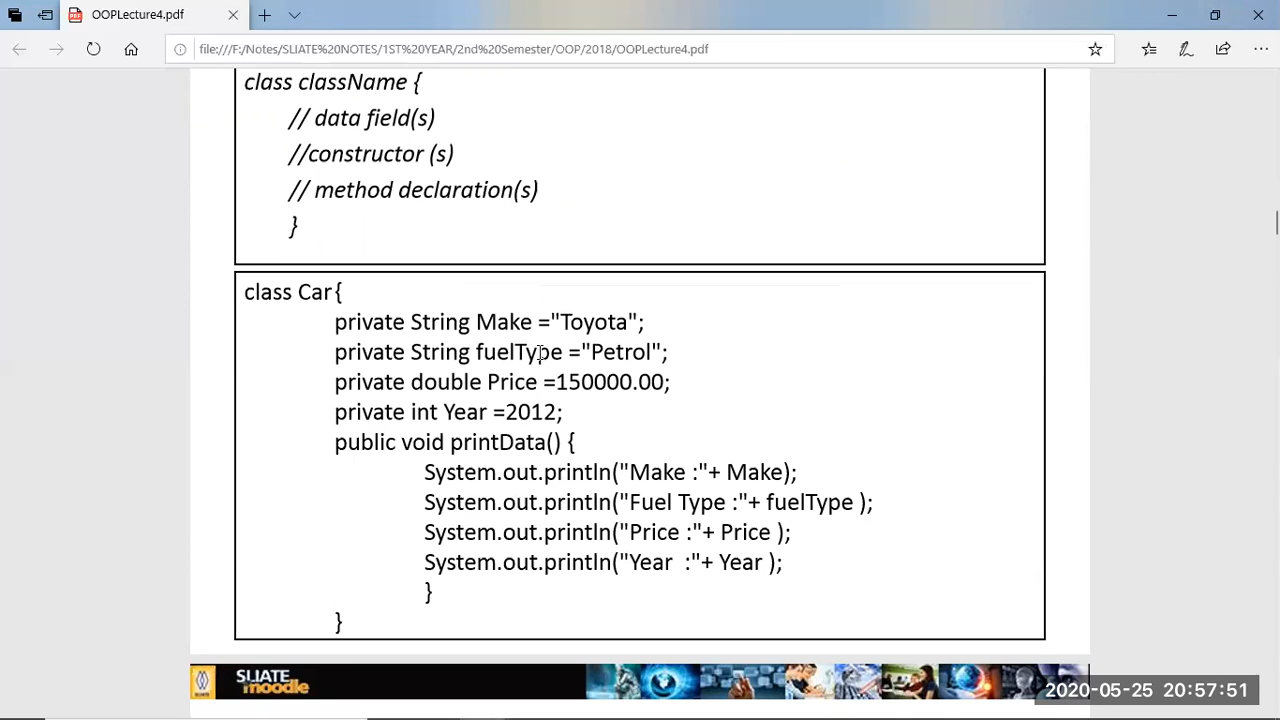 OOPLecture4.pdf
file:///F:/Notes/SLIATE%20NOTES/1ST%20YEAR/2nd%20Semester/OOP/2018/OOPLecture4.pdf
class className {
// data field(s)
//constructor (s)
// method declaration(s)
}
class Car{
private String Make ="Toyota";
private String fuelType ="Petrol";
private double Price =150000.00;
private int Year =2012;
public void printData() {
System.out.println("Make :"+ Make);
System.out.println("Fuel Type :"+ fuelType );
System.out.println("Price :"+ Price );
System.out.println("Year  :"+ Year );
}
}
SLIATE
moodle
2020-05-25 20:57:51